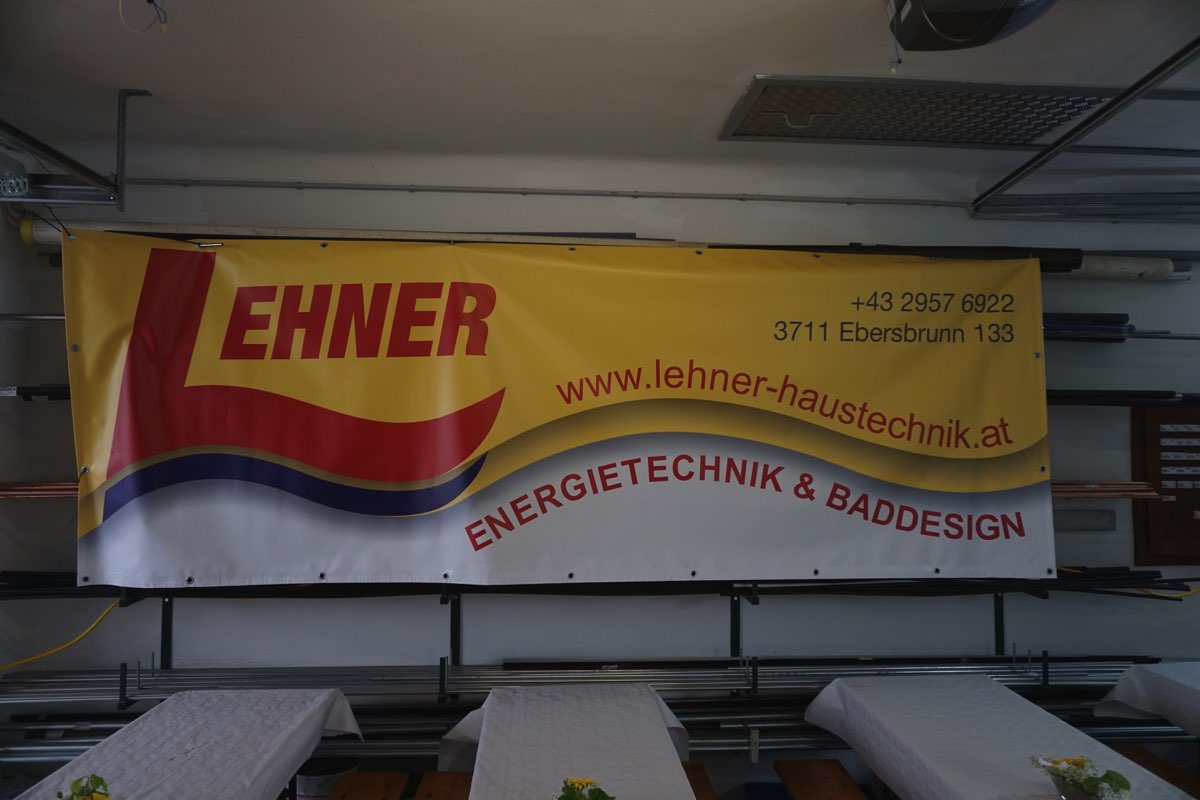 LEHNER
+43 2957 6922
3711 Ebersbrunn 133
www.lehner-haustechnik.at
ENERGIETECHNIK & BADDESIGN